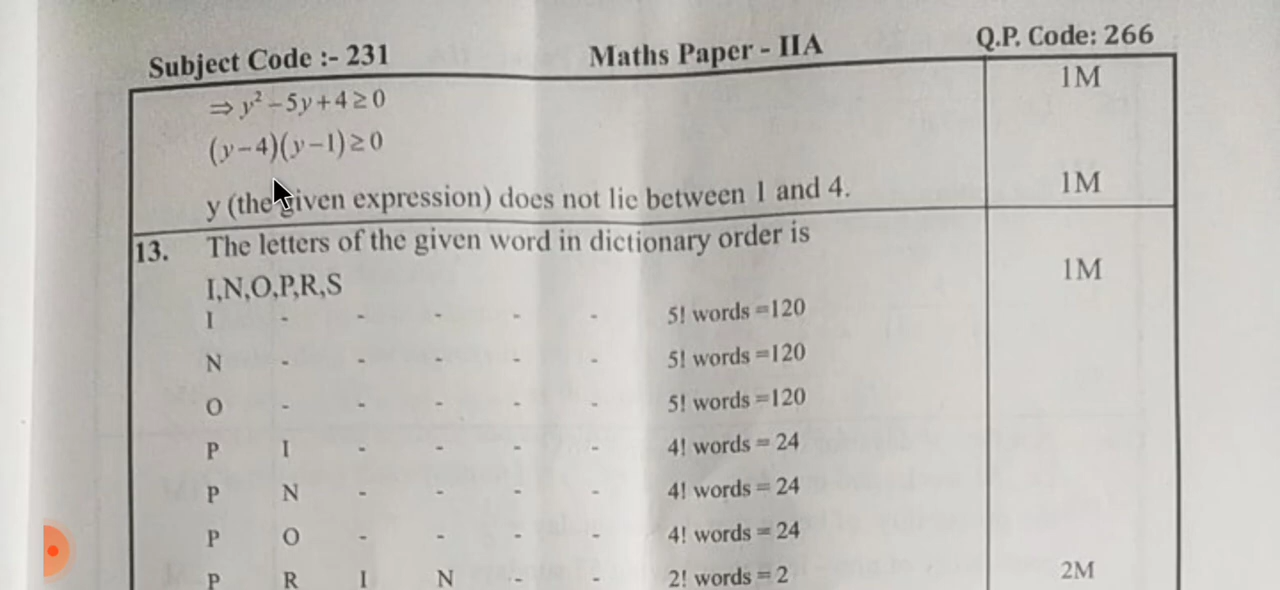 Subject Code :- 231 Maths Paper - IIA Q.P. Code: 266
⇒ y² – 5y + 4 ≥ 0 1M
(y – 4)(y – 1) ≥ 0
y (the given expression) does not lie between 1 and 4. 1M
13. The letters of the given word in dictionary order is
I,N,O,P,R,S 1M
I - - - - - 5! words =120
N - - - - - 5! words =120
O - - - - - 5! words =120
P I - - - - 4! words = 24
P N - - - - 4! words = 24
P O - - - - 4! words = 24
P R I N - - 2! words = 2 2M